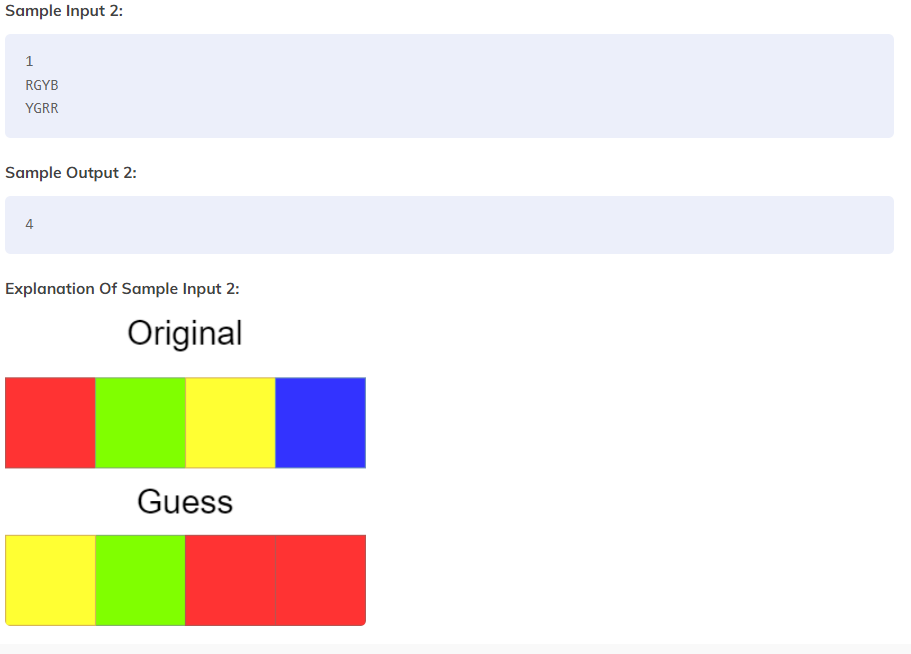 Sample Input 2:
1
RGYB
YGRR
Sample Output 2:
4
Explanation Of Sample Input 2:
Original
Guess